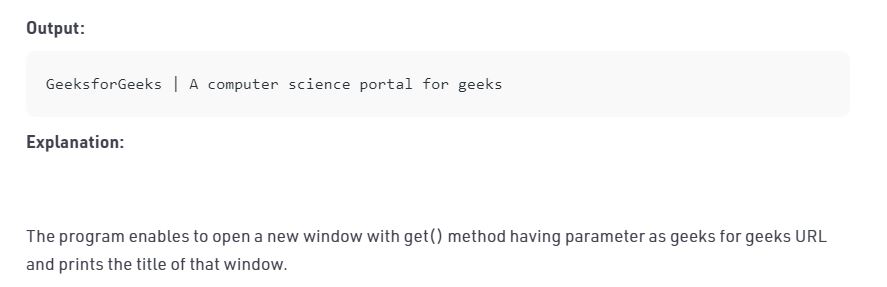 Output:
GeeksforGeeks | A computer science portal for geeks
Explanation:
The program enables to open a new window with get() method having parameter as geeks for geeks URL
and prints the title of that window.